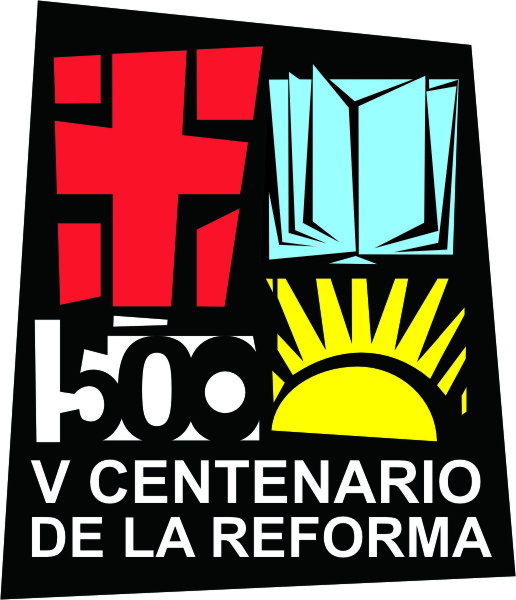 500
V CENTENARIO
DE LA REFORMA